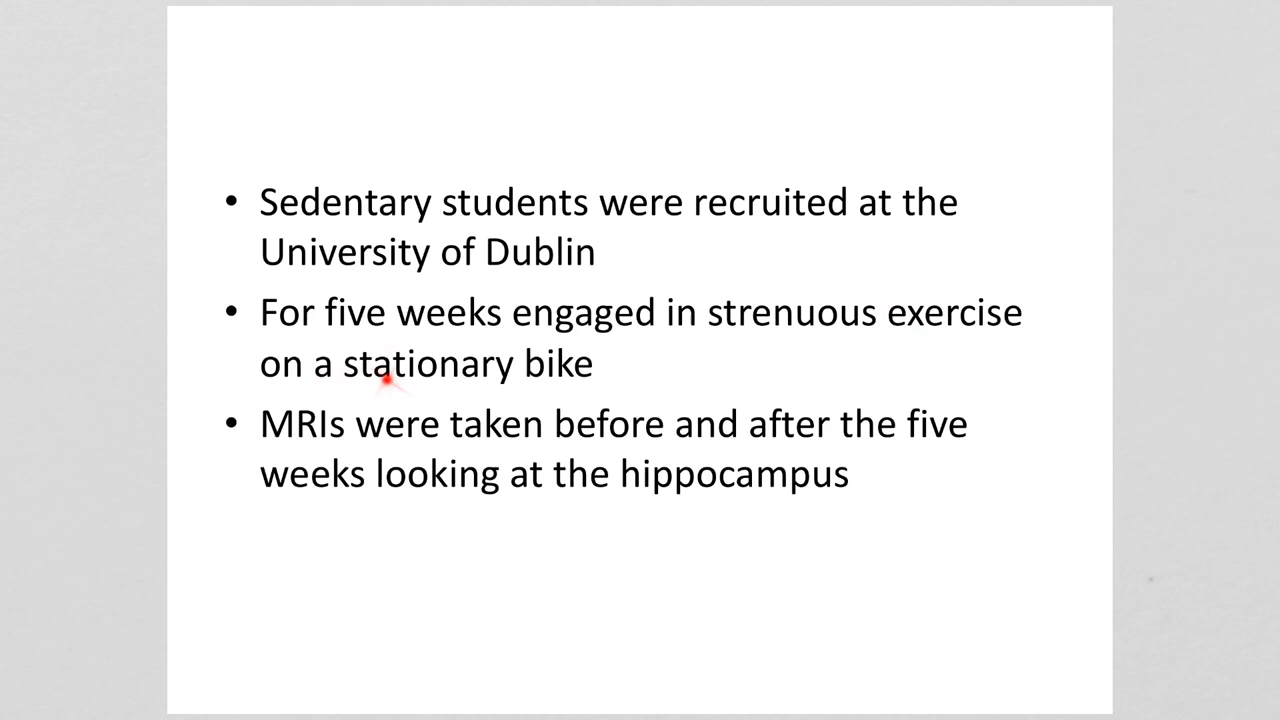 • Sedentary students were recruited at the
University of Dublin
• For five weeks engaged in strenuous exercise
on a stationary bike
• MRIs were taken before and after the five
weeks looking at the hippocampus